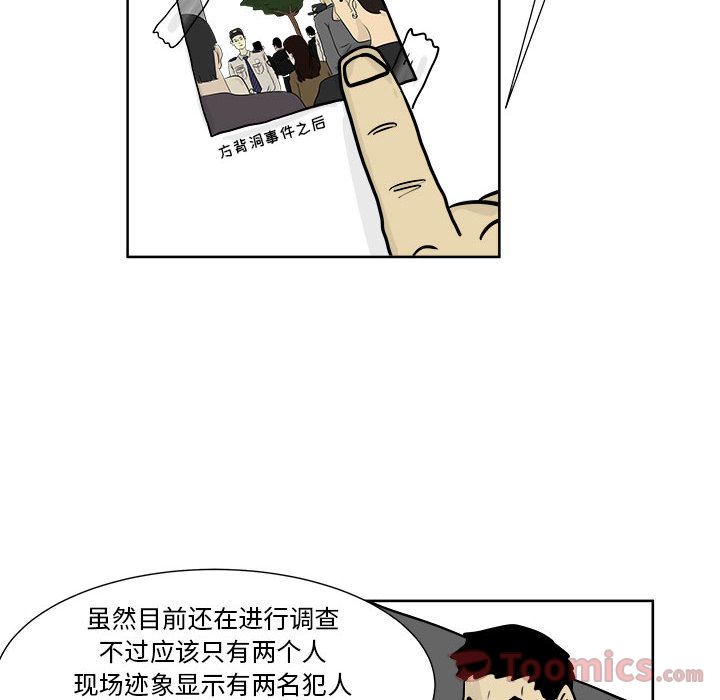 方背洞事件之后
虽然目前还在进行调查
不过应该只有两个人
现场迹象显示有两名犯人
Toomics.com